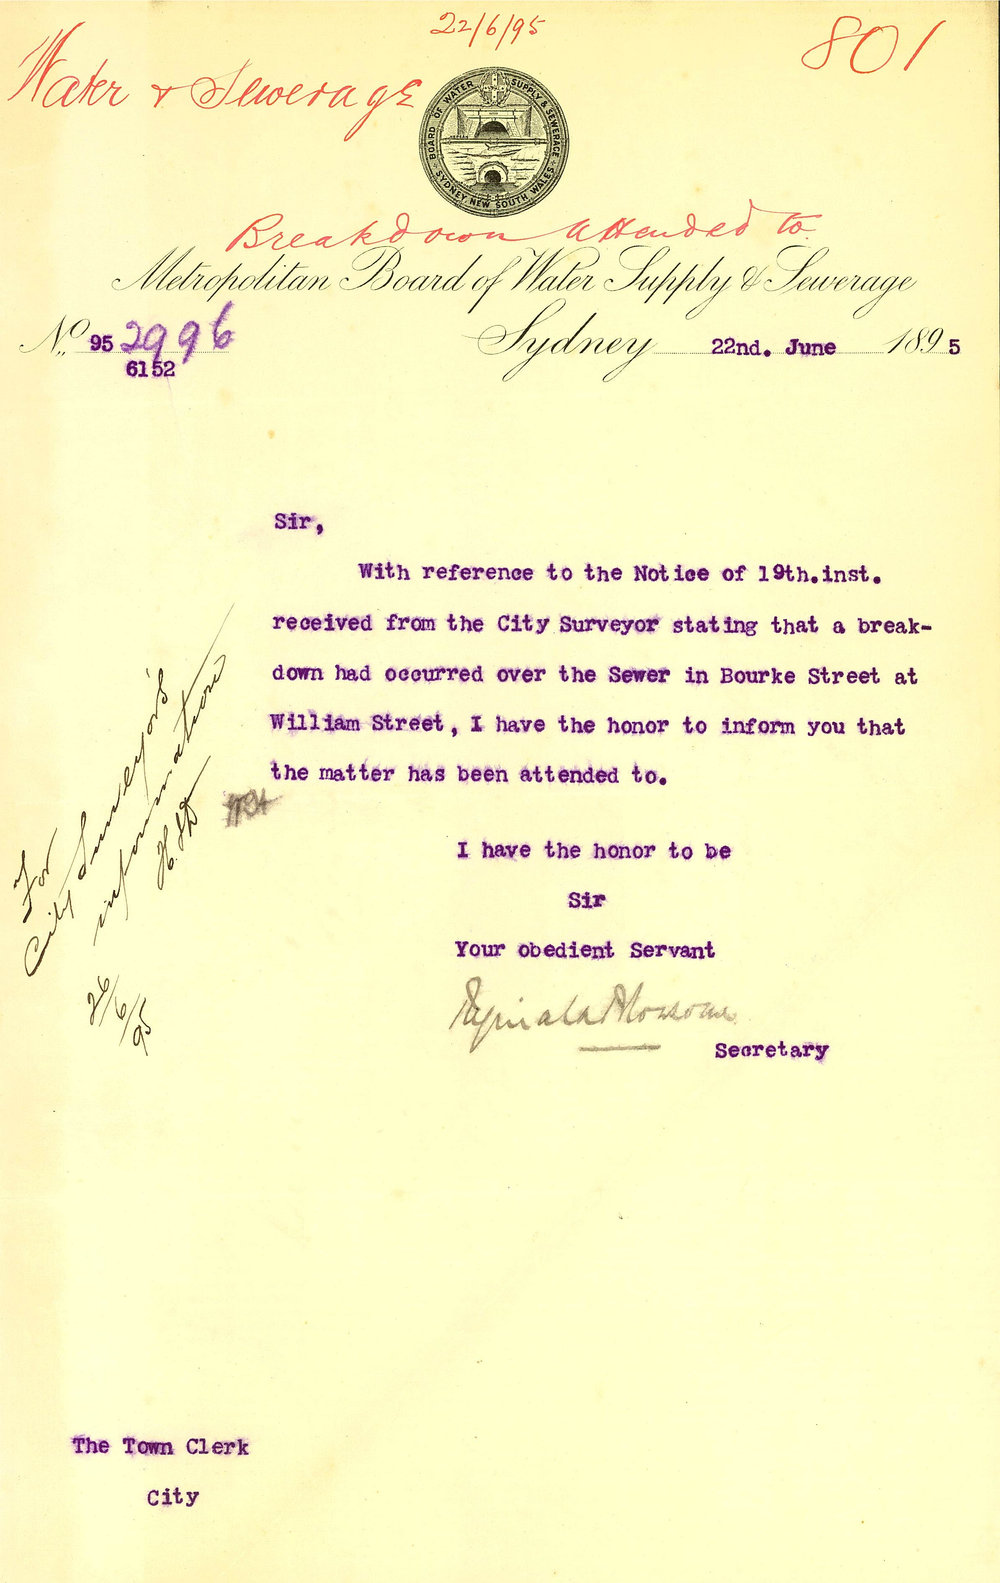 22/6/95
801
Water & Sewerage
BOARD OF WATER SUPPLY & SEWERAGE
SYDNEY, NEW SOUTH WALES
Breakdown attended to
Metropolitan Board of Water Supply & Sewerage
No. 95 2996
6152
Sydney 22nd. June 1895
Sir,
With reference to the Notice of 19th.inst.
received from the City Surveyor stating that a break-
down had occurred over the Sewer in Bourke Street at
William Street, I have the honor to inform you that
the matter has been attended to.
For
City Surveyor's
information
26/6/95
I have the honor to be
Sir
Your obedient Servant
Secretary
The Town Clerk
City